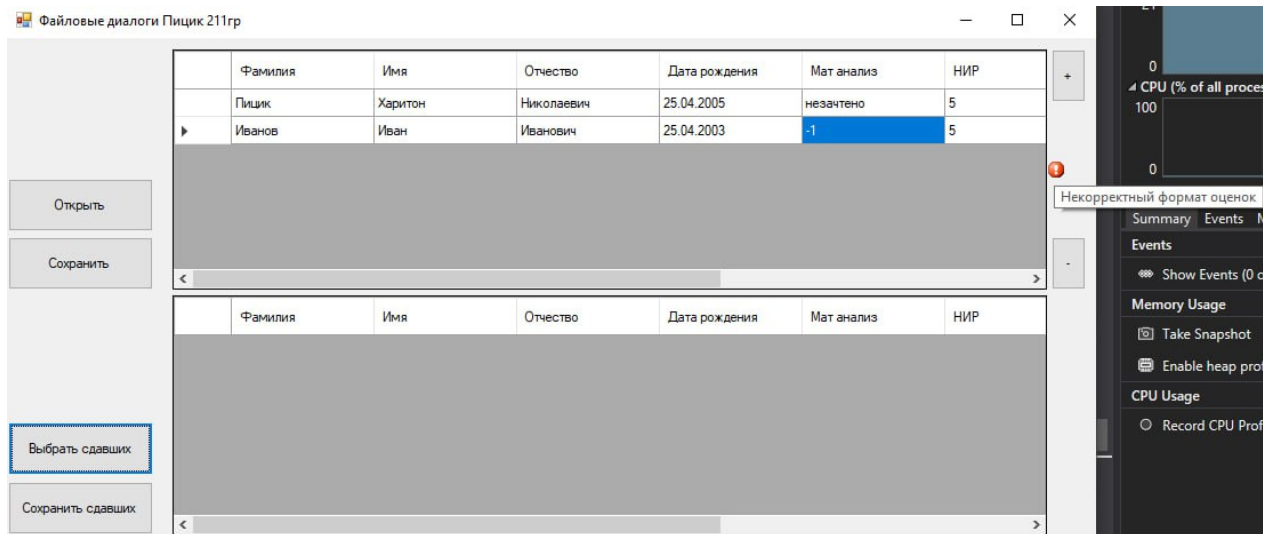 Файловые диалоги Пицик 211гр
Фамилия Имя Отчество Дата рождения Мат анализ НИР
Пицик Харитон Николаевич 25.04.2005 незачтено 5
Иванов Иван Иванович 25.04.2003 -1 5
+
-
Некорректный формат оценок
Открыть
Сохранить
Фамилия Имя Отчество Дата рождения Мат анализ НИР
Выбрать сдавших
Сохранить сдавших
0
CPU (% of all proces
100
0
Summary Events
Events
Show Events (0 o
Memory Usage
Take Snapshot
Enable heap prof
CPU Usage
Record CPU Prof